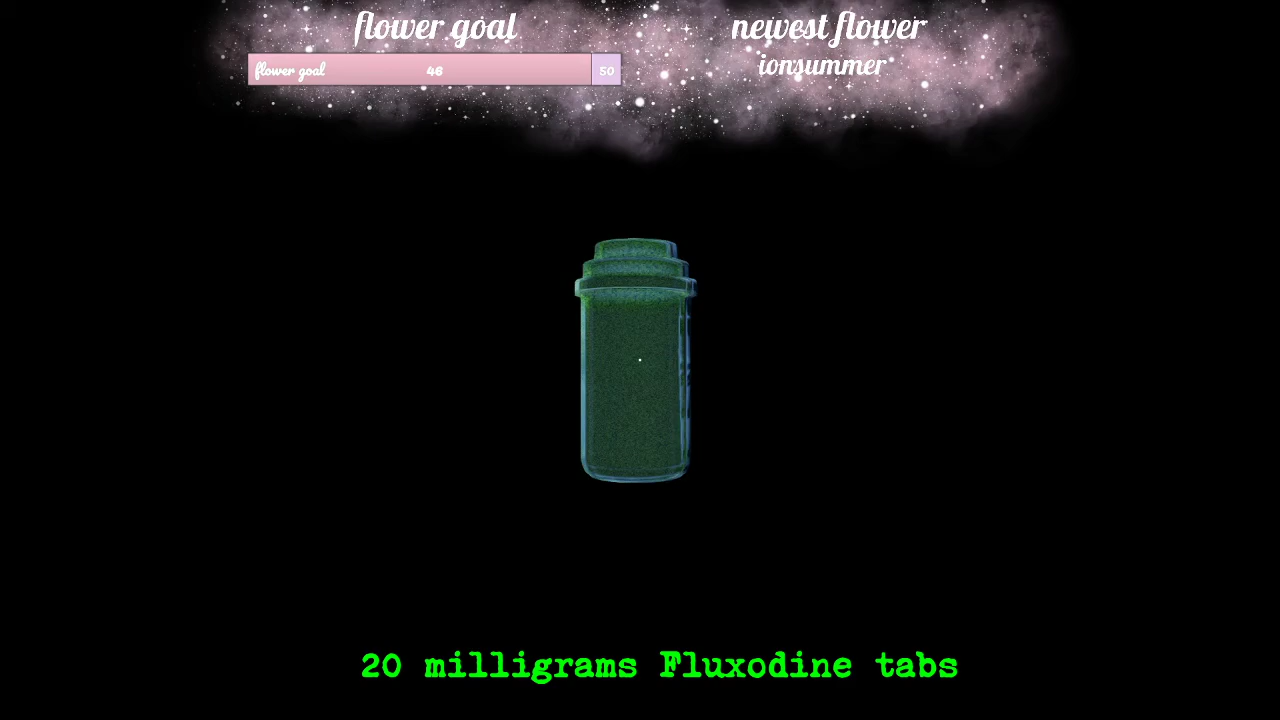 flower goal
flower goal 46 50
newest flower
ionsummer
20 milligrams Fluxodine tabs